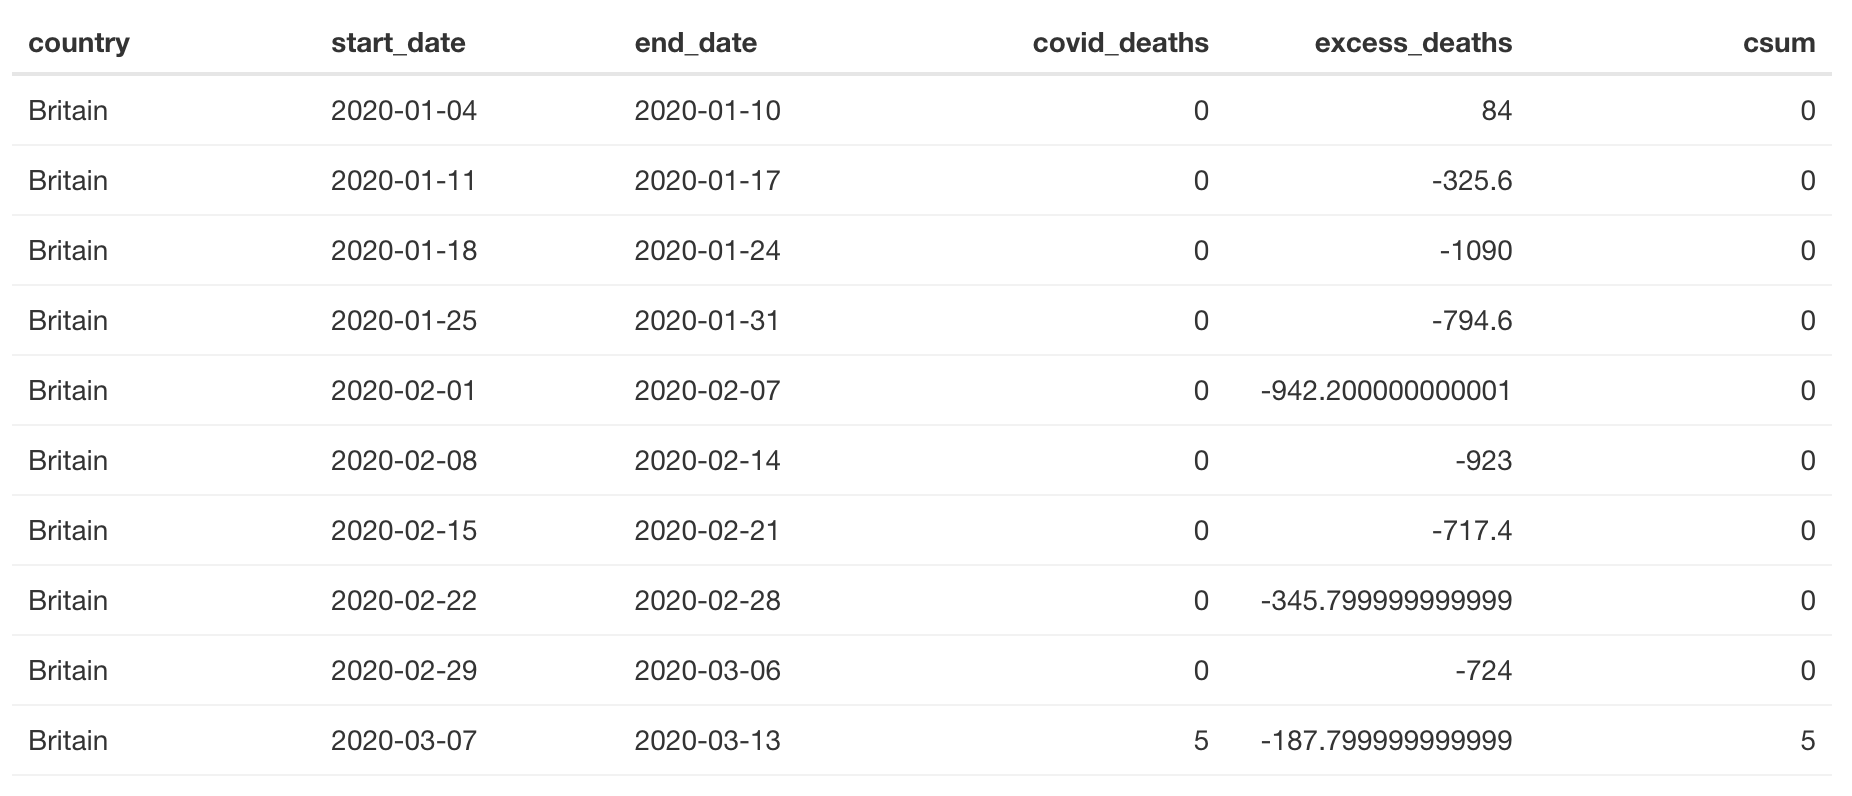 country start_date end_date covid_deaths excess_deaths csum
Britain 2020-01-04 2020-01-10 0 84 0
Britain 2020-01-11 2020-01-17 0 -325.6 0
Britain 2020-01-18 2020-01-24 0 -1090 0
Britain 2020-01-25 2020-01-31 0 -794.6 0
Britain 2020-02-01 2020-02-07 0 -942.200000000001 0
Britain 2020-02-08 2020-02-14 0 -923 0
Britain 2020-02-15 2020-02-21 0 -717.4 0
Britain 2020-02-22 2020-02-28 0 -345.799999999999 0
Britain 2020-02-29 2020-03-06 0 -724 0
Britain 2020-03-07 2020-03-13 5 -187.799999999999 5